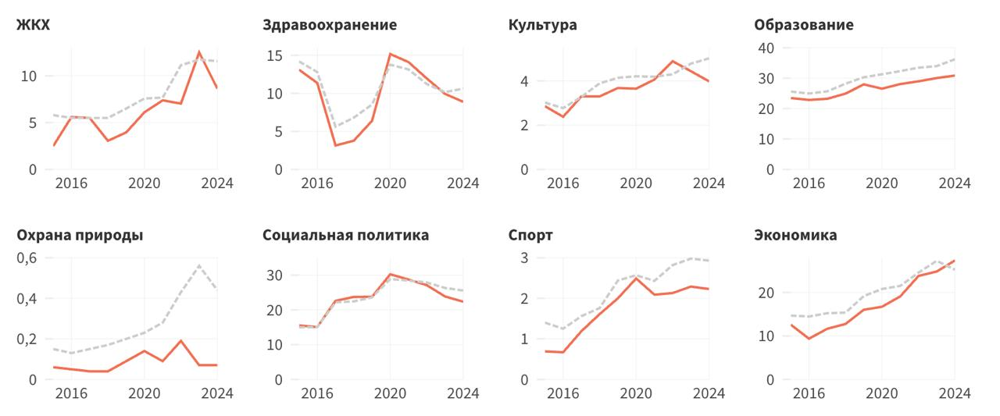 ЖКХ
10
5
0
2016 2020 2024
Здравоохранение
15
10
5
0
2016 2020 2024
Культура
4
2
0
2016 2020 2024
Образование
40
30
20
10
0
2016 2020 2024
Охрана природы
0,6
0,4
0,2
0
2016 2020 2024
Социальная политика
30
20
10
0
2016 2020 2024
Спорт
3
2
1
0
2016 2020 2024
Экономика
20
10
0
2016 2020 2024